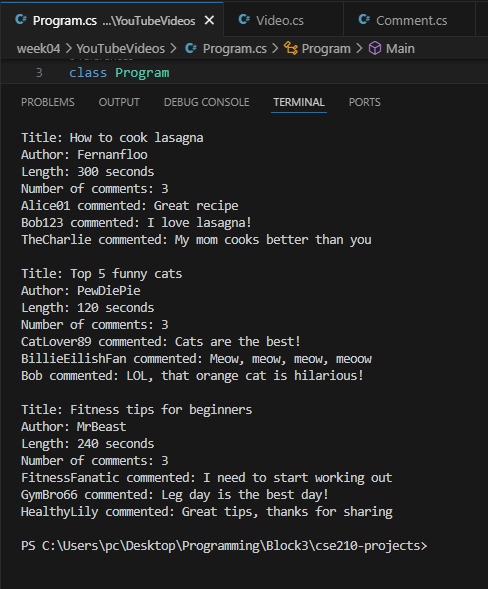 Program.cs ...\YouTubeVideos Video.cs Comment.cs
week04 > YouTubeVideos > Program.cs > Program > Main
3 class Program
PROBLEMS OUTPUT DEBUG CONSOLE TERMINAL PORTS
Title: How to cook lasagna
Author: Fernanfloo
Length: 300 seconds
Number of comments: 3
Alice01 commented: Great recipe
Bob123 commented: I love lasagna!
TheCharlie commented: My mom cooks better than you
Title: Top 5 funny cats
Author: PewDiePie
Length: 120 seconds
Number of comments: 3
CatLover89 commented: Cats are the best!
BillieEilishFan commented: Meow, meow, meow, meoow
Bob commented: LOL, that orange cat is hilarious!
Title: Fitness tips for beginners
Author: MrBeast
Length: 240 seconds
Number of comments: 3
FitnessFanatic commented: I need to start working out
GymBro66 commented: Leg day is the best day!
HealthyLily commented: Great tips, thanks for sharing
PS C:\Users\pc\Desktop\Programming\Block3\cse210-projects>